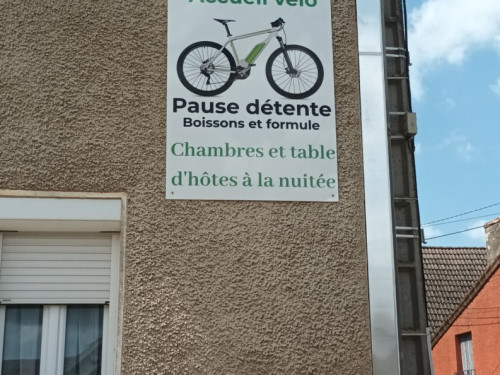 Accueil vélo
Pause détente
Boissons et formule
Chambres et table
d'hôtes à la nuitée